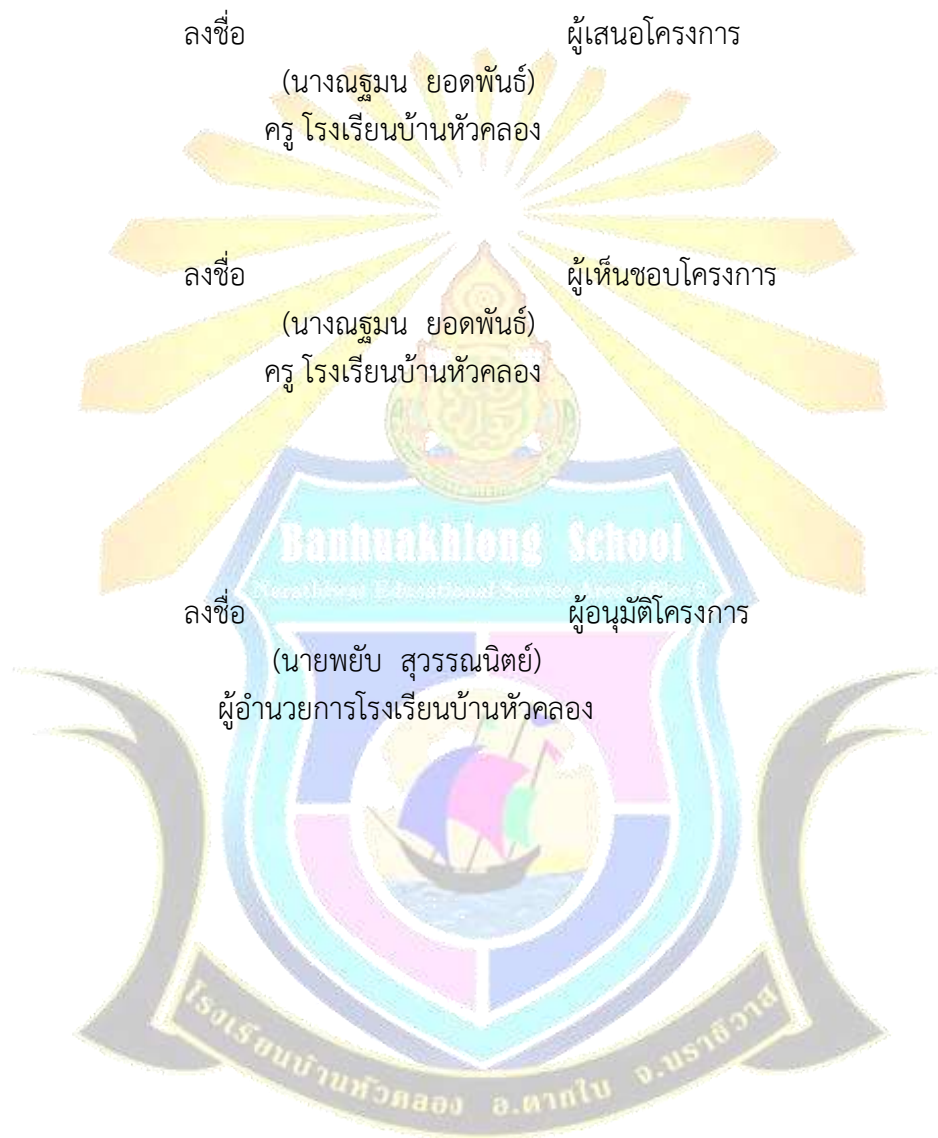 ลงชื่อ ผู้เสนอโครงการ
(นางณฐมน ยอดพันธ์)
ครู โรงเรียนบ้านหัวคลอง
ลงชื่อ ผู้เห็นชอบโครงการ
(นางณฐมน ยอดพันธ์)
ครู โรงเรียนบ้านหัวคลอง
Banhuakhlong School
Narathiwat Educational Service Area Office 2
ลงชื่อ ผู้อนุมัติโครงการ
(นายพยับ สุวรรณนิตย์)
ผู้อำนวยการโรงเรียนบ้านหัวคลอง
โรงเรียนบ้านหัวคลอง อ.ตากใบ จ.นราธิวาส